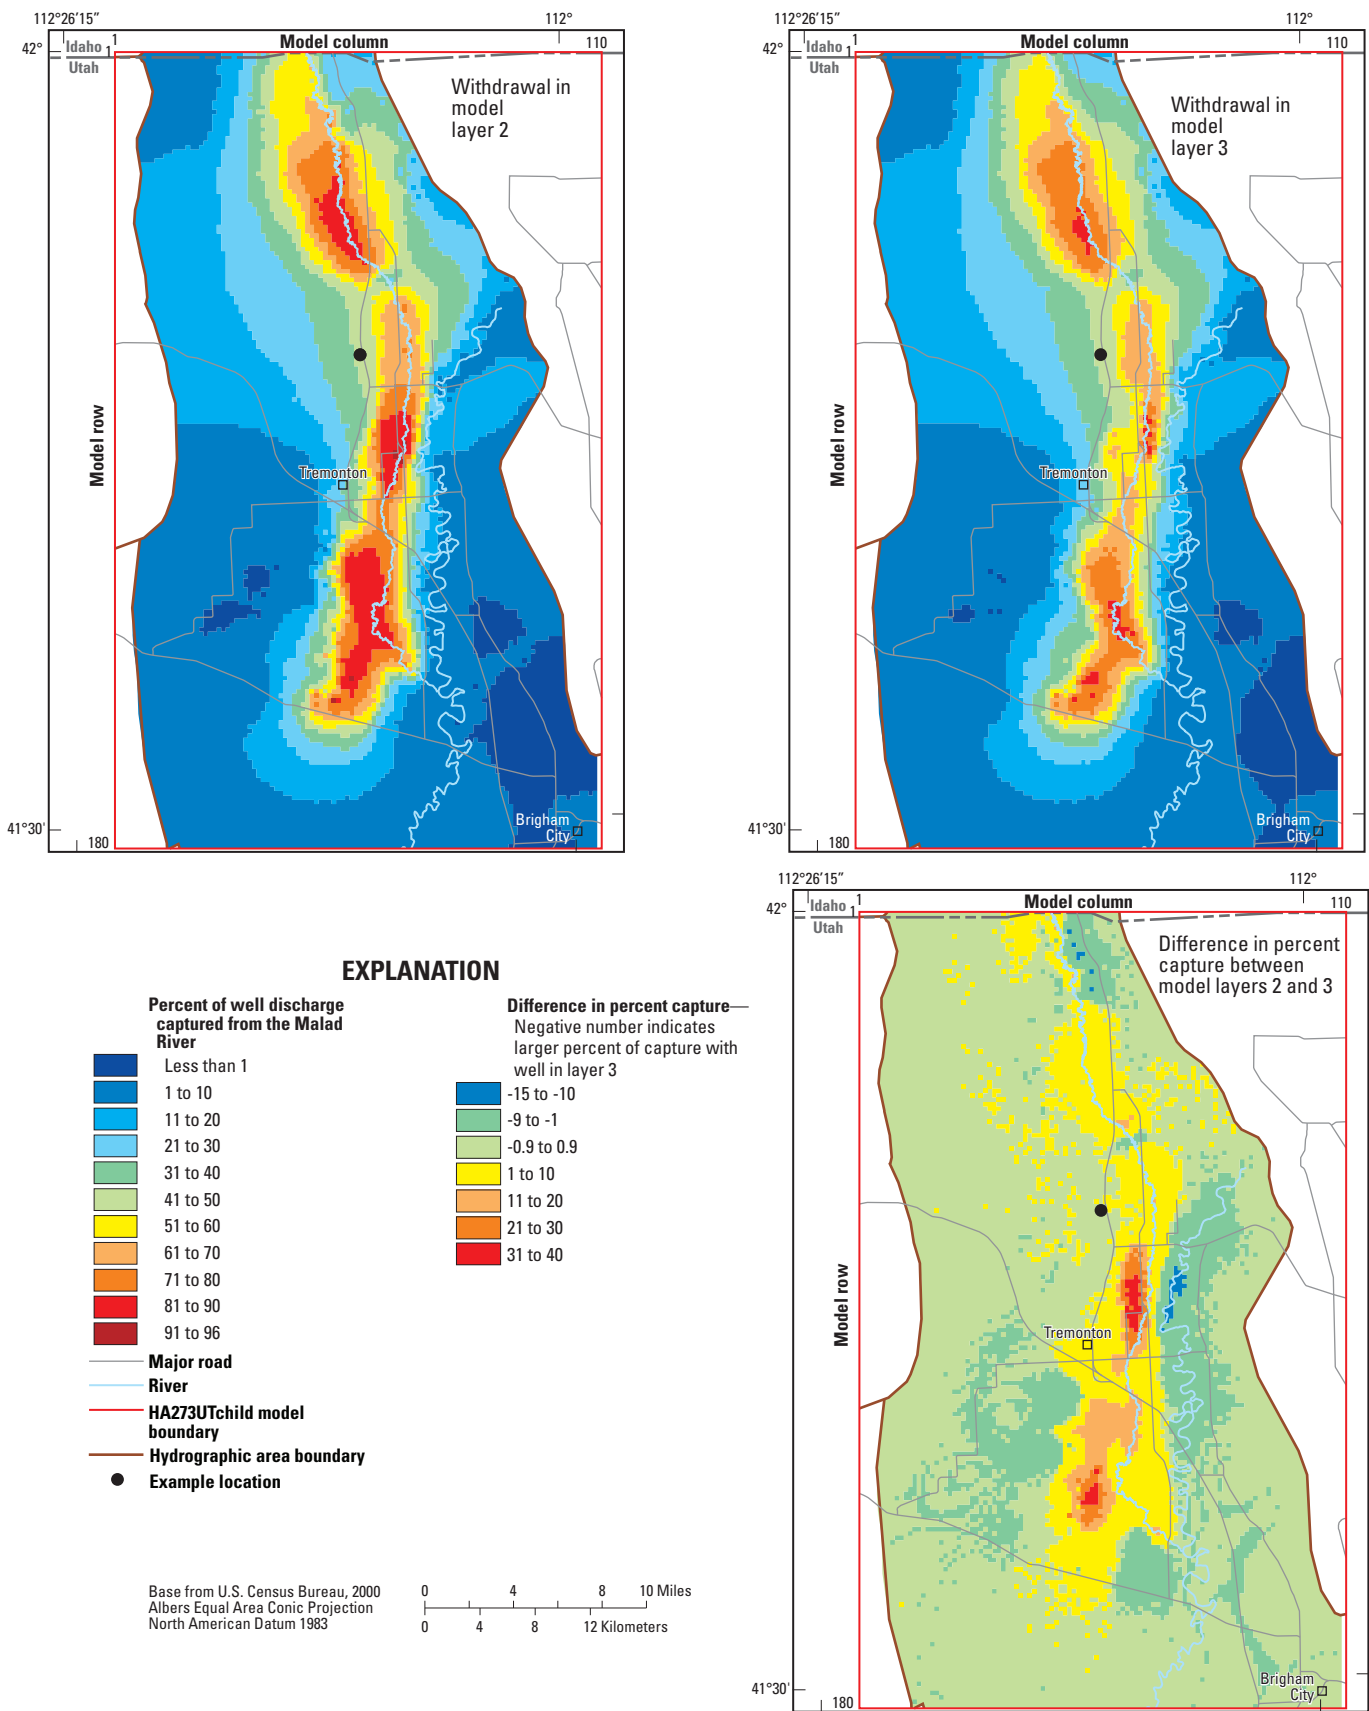 112°26′15″
112°
42°
Idaho
Utah
1
1
Model column
110
Withdrawal in
model
layer 2
Model row
Tremonton
Brigham
City
41°30′
180
112°26′15″
112°
42°
Idaho
Utah
1
1
Model column
110
Withdrawal in
model
layer 3
Model row
Tremonton
Brigham
City
41°30′
180
112°26′15″
112°
42°
Idaho
Utah
1
1
Model column
110
Difference in percent
capture between
model layers 2 and 3
Model row
Tremonton
Brigham
City
41°30′
180
EXPLANATION
Percent of well discharge
captured from the Malad
River
Less than 1
1 to 10
11 to 20
21 to 30
31 to 40
41 to 50
51 to 60
61 to 70
71 to 80
81 to 90
91 to 96
Major road
River
HA273UTchild model
boundary
Hydrographic area boundary
Example location
Difference in percent capture—
Negative number indicates
larger percent of capture with
well in layer 3
-15 to -10
-9 to -1
-0.9 to 0.9
1 to 10
11 to 20
21 to 30
31 to 40
Base from U.S. Census Bureau, 2000
Albers Equal Area Conic Projection
North American Datum 1983
0 4 8 10 Miles
0 4 8 12 Kilometers